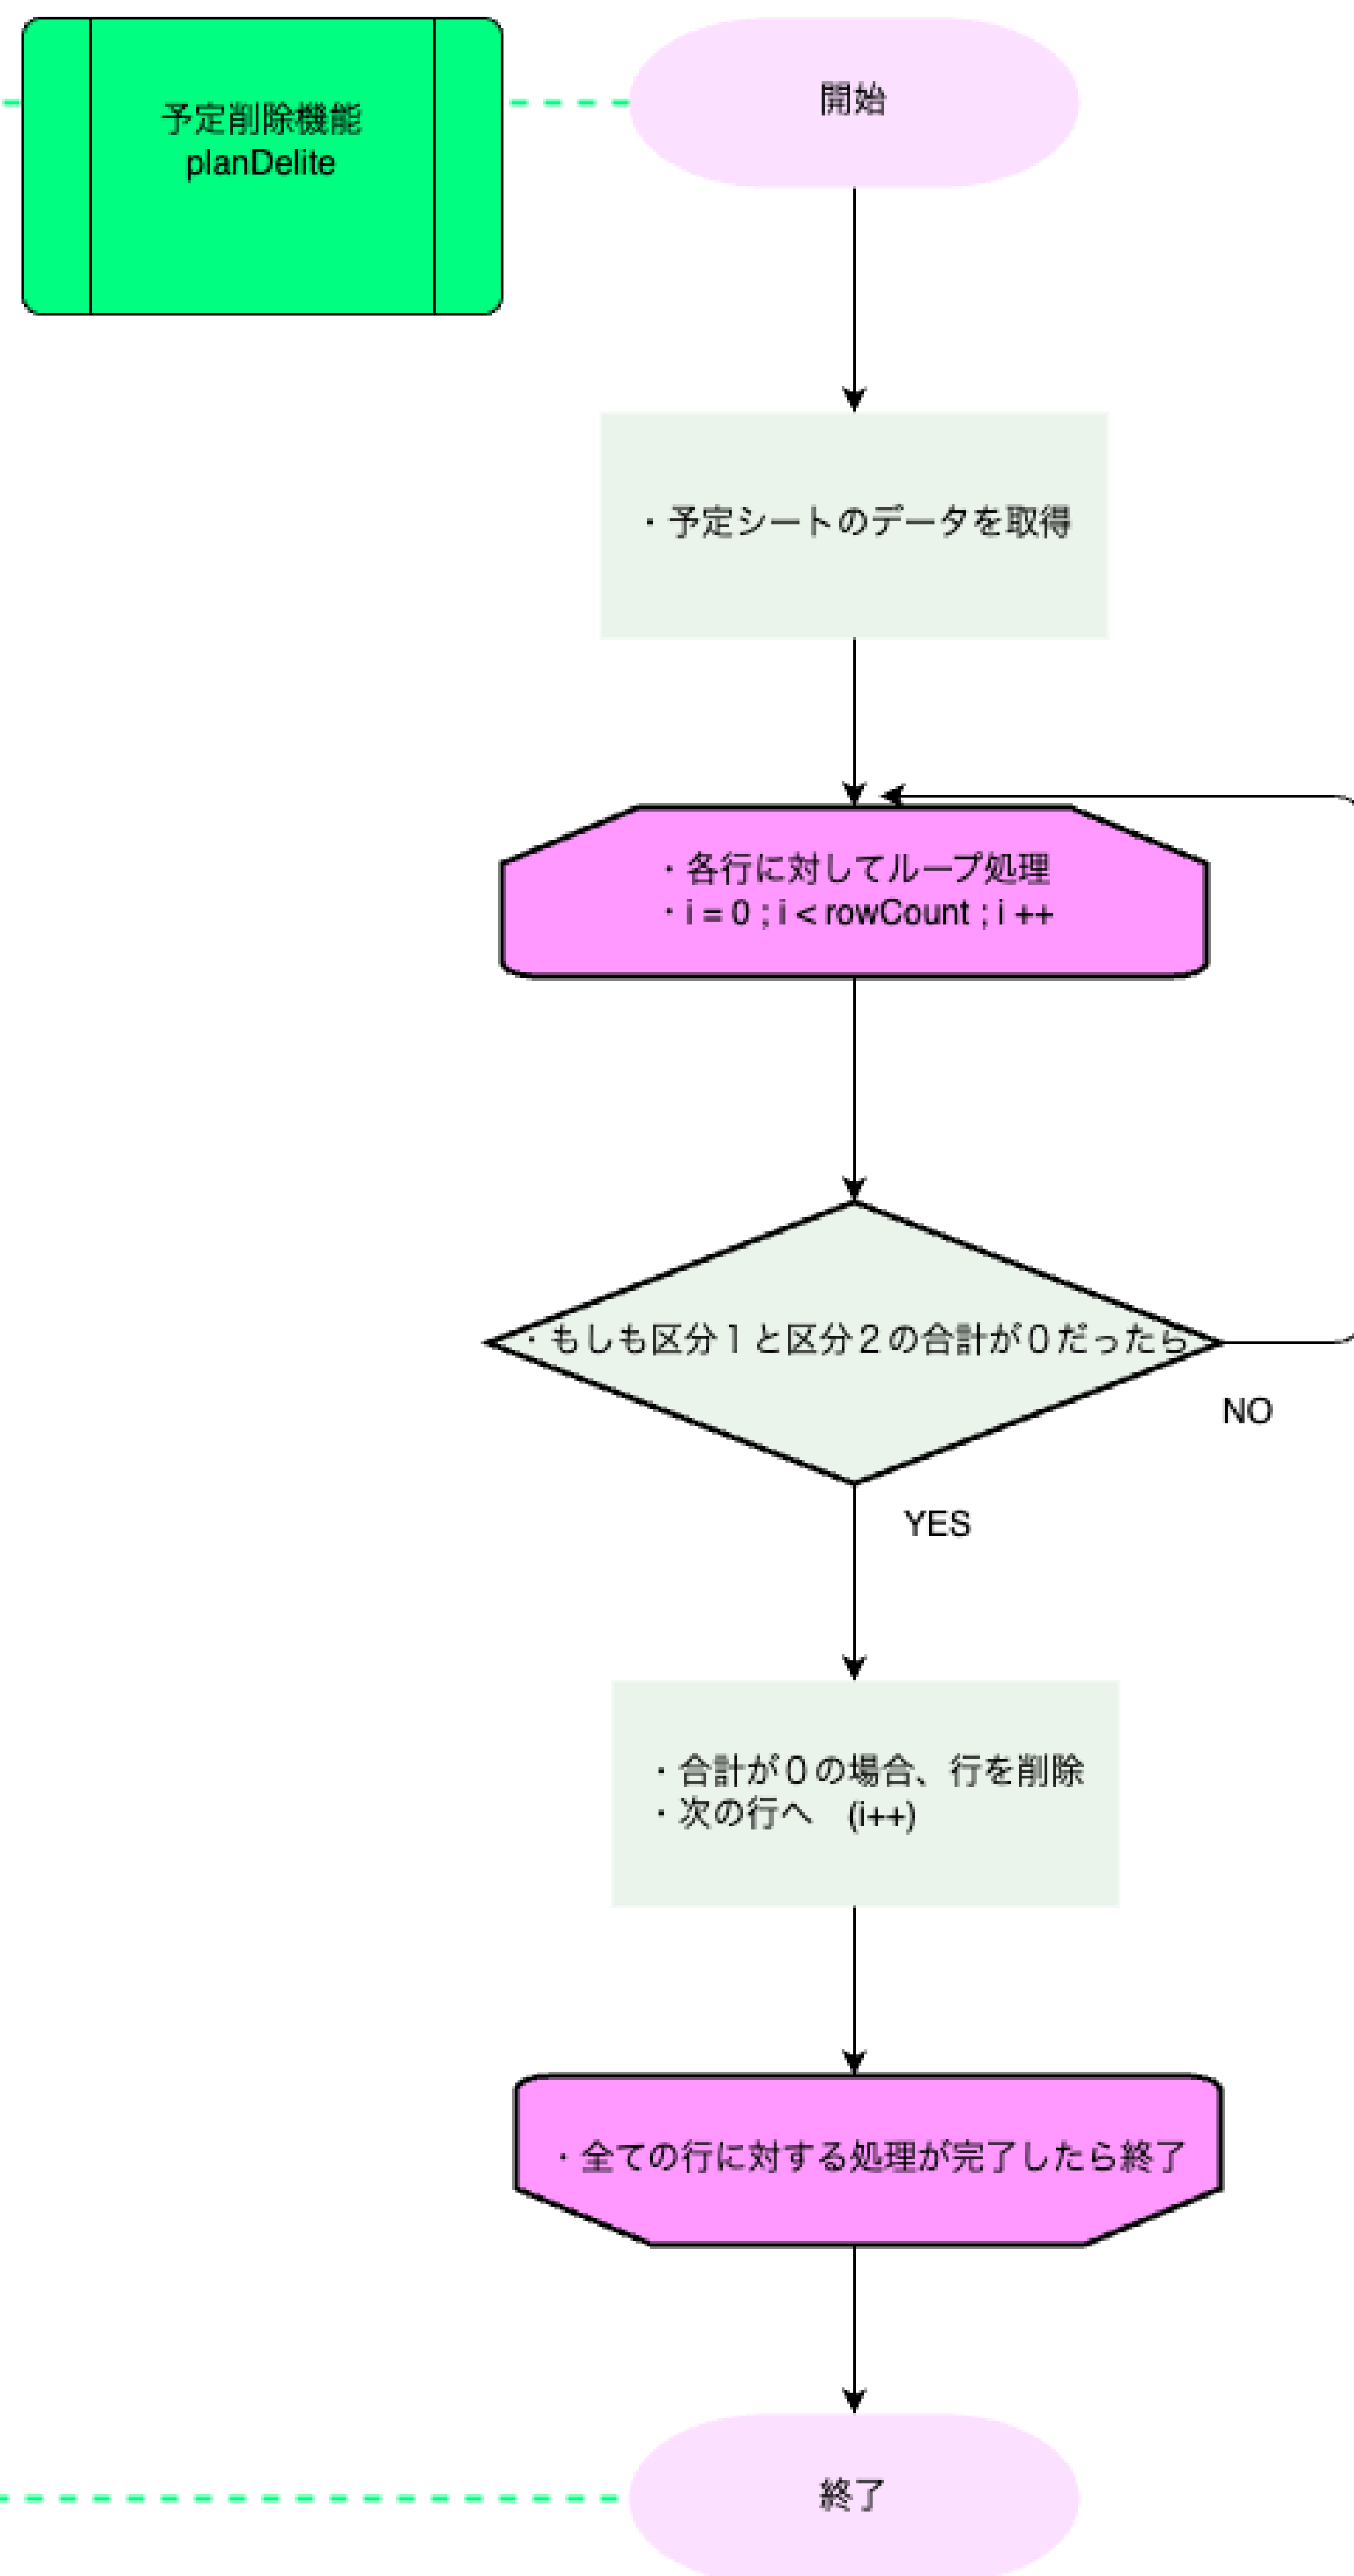 予定削除機能
planDelite
開始
・予定シートのデータを取得
・各行に対してループ処理
・i = 0 ; i < rowCount ; i ++
・もしも区分１と区分２の合計が０だったら
NO
YES
・合計が０の場合、行を削除
・次の行へ　(i++)
・全ての行に対する処理が完了したら終了
終了